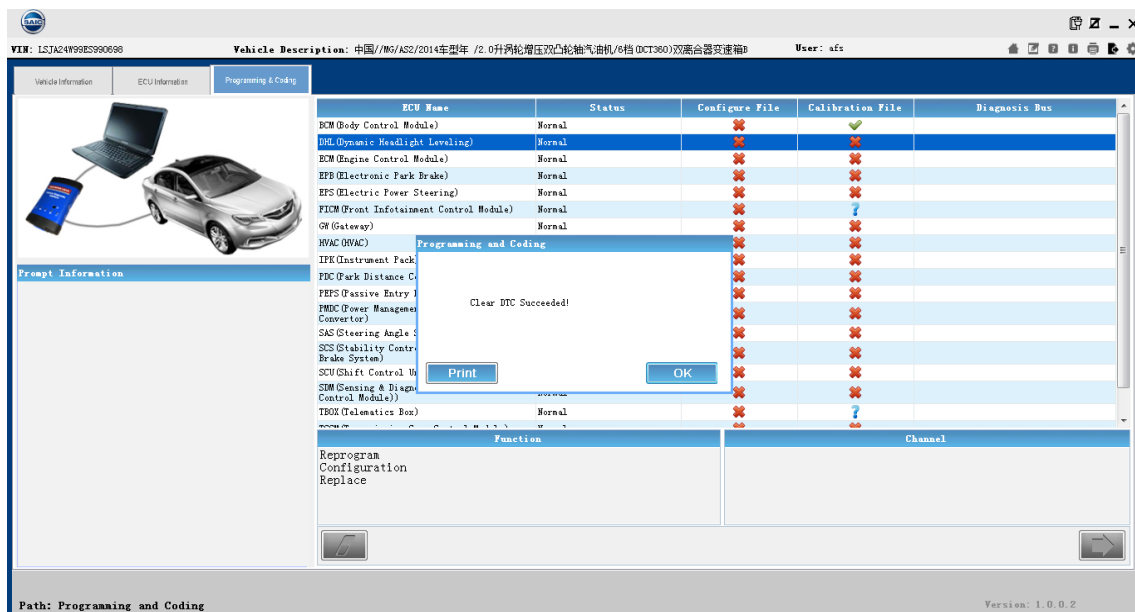 SAIC
VIN: LSJA24W99ES990698
Vehicle Description: 中国//MG/AS2/2014车型年 /2.0升涡轮增压双凸轮轴汽油机/6档(DCT360)双离合器变速箱B
User: afs
Vehicle Information
ECU Information
Programming & Coding
ECU Name Status Configure File Calibration File Diagnosis Bus
BCM(Body Control Module) Normal
DHL(Dynamic Headlight Leveling) Normal
ECM(Engine Control Module) Normal
EPB(Electronic Park Brake) Normal
EPS(Electric Power Steering) Normal
FICM(Front Infotainment Control Module) Normal
GW(Gateway) Normal
HVAC(HVAC)
IPK(Instrument Pack
PDC(Park Distance C
PEPS(Passive Entry
PMDC(Power Manageme
Convertor)
SAS(Steering Angle
SCS(Stability Contr
Brake System)
SCU(Shift Control U
SDM(Sensing & Diagn
Control Module))
TBOX(Telematics Box) Normal
Programming and Coding
Clear DTC Succeeded!
Print
OK
Prompt Information
Function
Reprogram
Configuration
Replace
Channel
Path: Programming and Coding
Version: 1.0.0.2